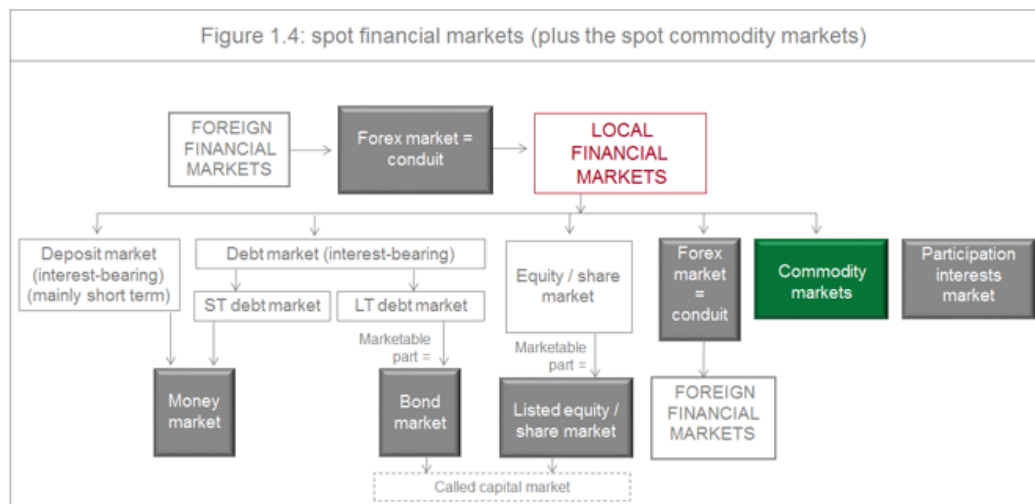 Figure 1.4: spot financial markets (plus the spot commodity markets)
FOREIGN
FINANCIAL
MARKETS
Forex market =
conduit
LOCAL
FINANCIAL
MARKETS
Deposit market
(interest-bearing)
(mainly short term)
Debt market (interest-bearing)
ST debt market
LT debt market
Equity / share
market
Forex
market
=
conduit
Commodity
markets
Participation
interests
market
Marketable
part =
Marketable
part =
Money
market
Bond
market
Listed equity /
share market
FOREIGN
FINANCIAL
MARKETS
Called capital market